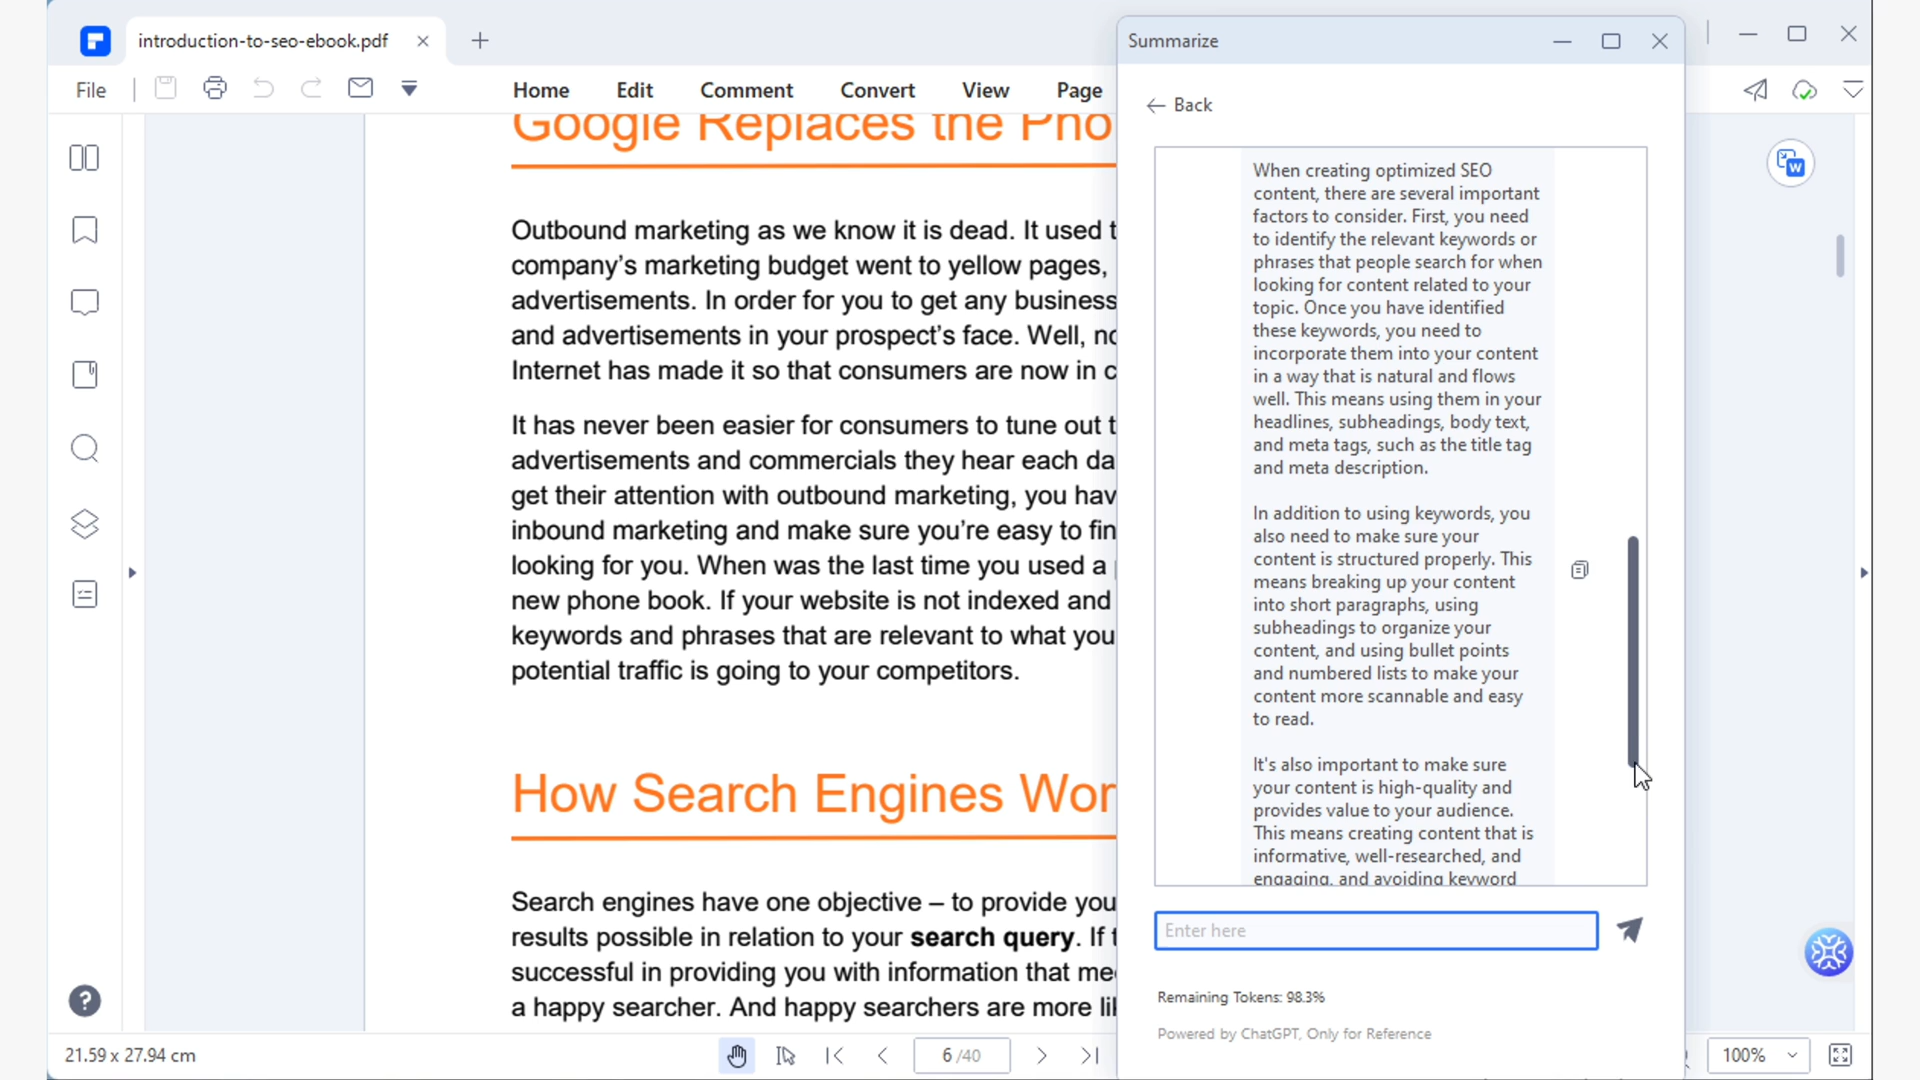 introduction-to-seo-ebook.pdf
File
Home Edit Comment Convert View Page
Google Replaces the Pho
Outbound marketing as we know it is dead. It used t
company's marketing budget went to yellow pages,
advertisements. In order for you to get any business
and advertisements in your prospect's face. Well, no
Internet has made it so that consumers are now in c
It has never been easier for consumers to tune out t
advertisements and commercials they hear each da
get their attention with outbound marketing, you hav
inbound marketing and make sure you're easy to fin
looking for you. When was the last time you used a
new phone book. If your website is not indexed and
keywords and phrases that are relevant to what you
potential traffic is going to your competitors.
How Search Engines Wor
Search engines have one objective – to provide you
results possible in relation to your search query. If t
successful in providing you with information that me
a happy searcher. And happy searchers are more li
21.59 x 27.94 cm
6 /40
100%
Summarize
Back
When creating optimized SEO
content, there are several important
factors to consider. First, you need
to identify the relevant keywords or
phrases that people search for when
looking for content related to your
topic. Once you have identified
these keywords, you need to
incorporate them into your content
in a way that is natural and flows
well. This means using them in your
headlines, subheadings, body text,
and meta tags, such as the title tag
and meta description.
In addition to using keywords, you
also need to make sure your
content is structured properly. This
means breaking up your content
into short paragraphs, using
subheadings to organize your
content, and using bullet points
and numbered lists to make your
content more scannable and easy
to read.
It's also important to make sure
your content is high-quality and
provides value to your audience.
This means creating content that is
informative, well-researched, and
engaging, and avoiding keyword
Enter here
Remaining Tokens: 98.3%
Powered by ChatGPT, Only for Reference
W